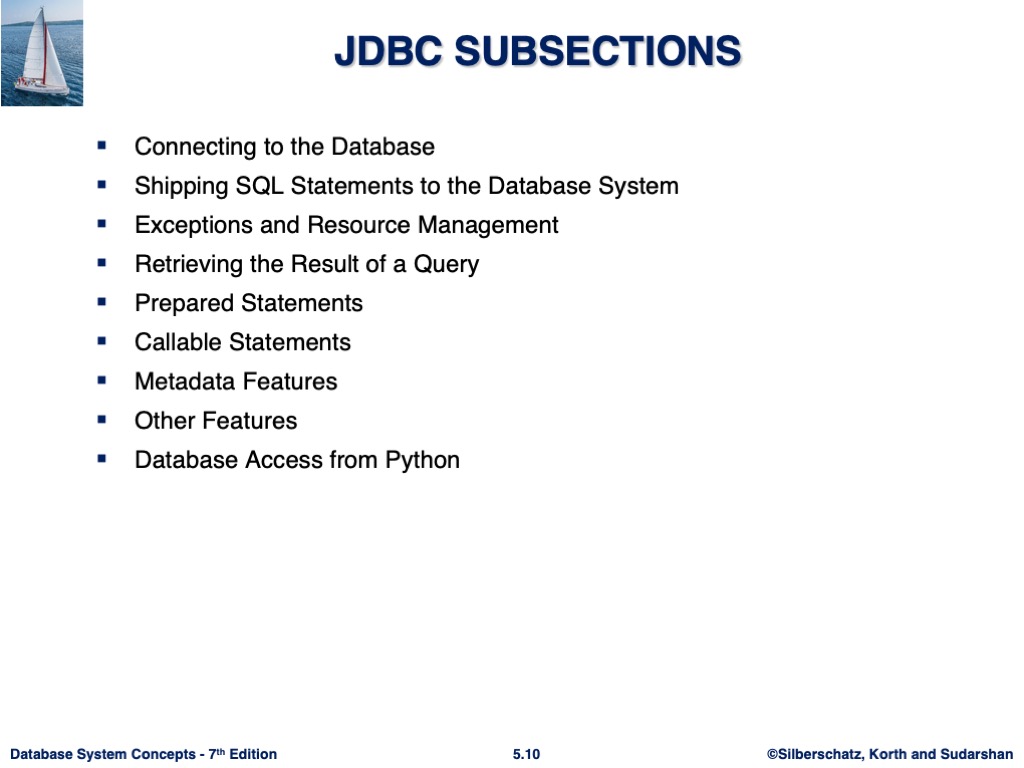 JDBC SUBSECTIONS
▪ Connecting to the Database
▪ Shipping SQL Statements to the Database System
▪ Exceptions and Resource Management
▪ Retrieving the Result of a Query
▪ Prepared Statements
▪ Callable Statements
▪ Metadata Features
▪ Other Features
▪ Database Access from Python
Database System Concepts - 7th Edition 5.10 ©Silberschatz, Korth and Sudarshan